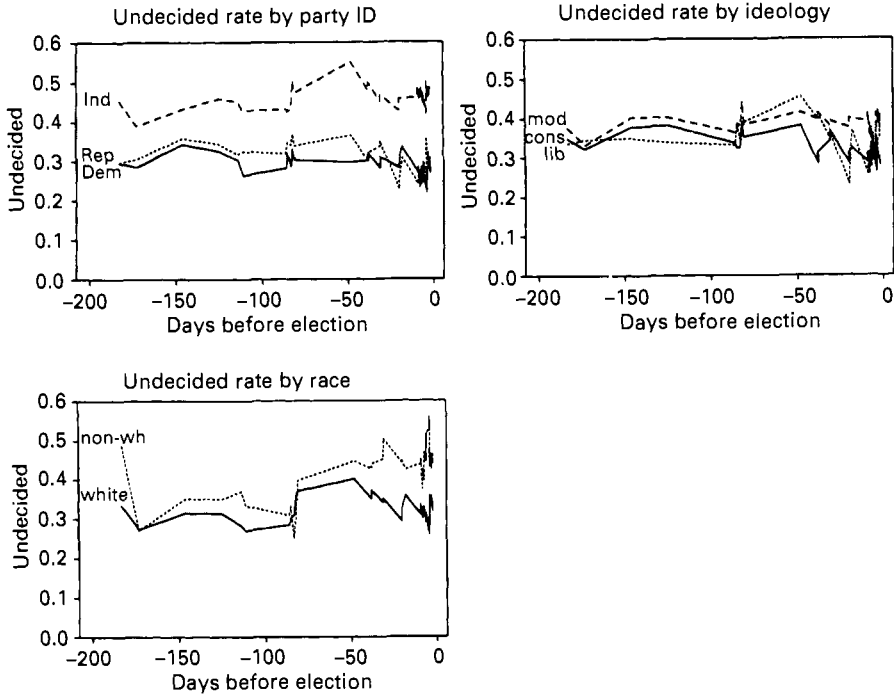 Undecided rate by party ID
0.6
0.5
0.4
0.3
0.2
0.1
0.0
Undecided
Ind
Rep
Dem
−200
−150
−100
−50
0
Days before election
Undecided rate by ideology
0.6
0.5
0.4
0.3
0.2
0.1
0.0
Undecided
mod
cons
lib
−200
−150
−100
−50
0
Days before election
Undecided rate by race
0.6
0.5
0.4
0.3
0.2
0.1
0.0
Undecided
non-wh
white
−200
−150
−100
−50
0
Days before election